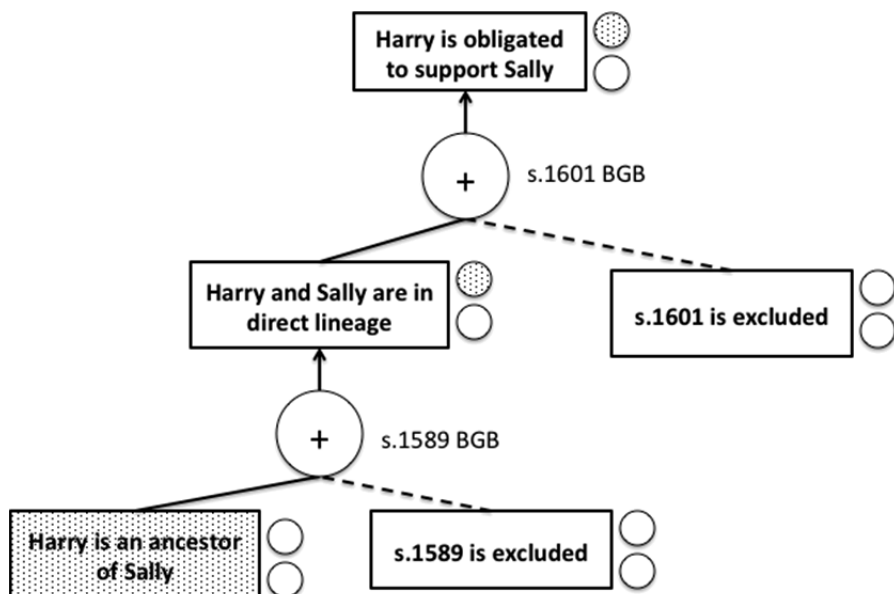 Harry is obligated
to support Sally
+
s.1601 BGB
Harry and Sally are in
direct lineage
s.1601 is excluded
+
s.1589 BGB
Harry is an ancestor
of Sally
s.1589 is excluded